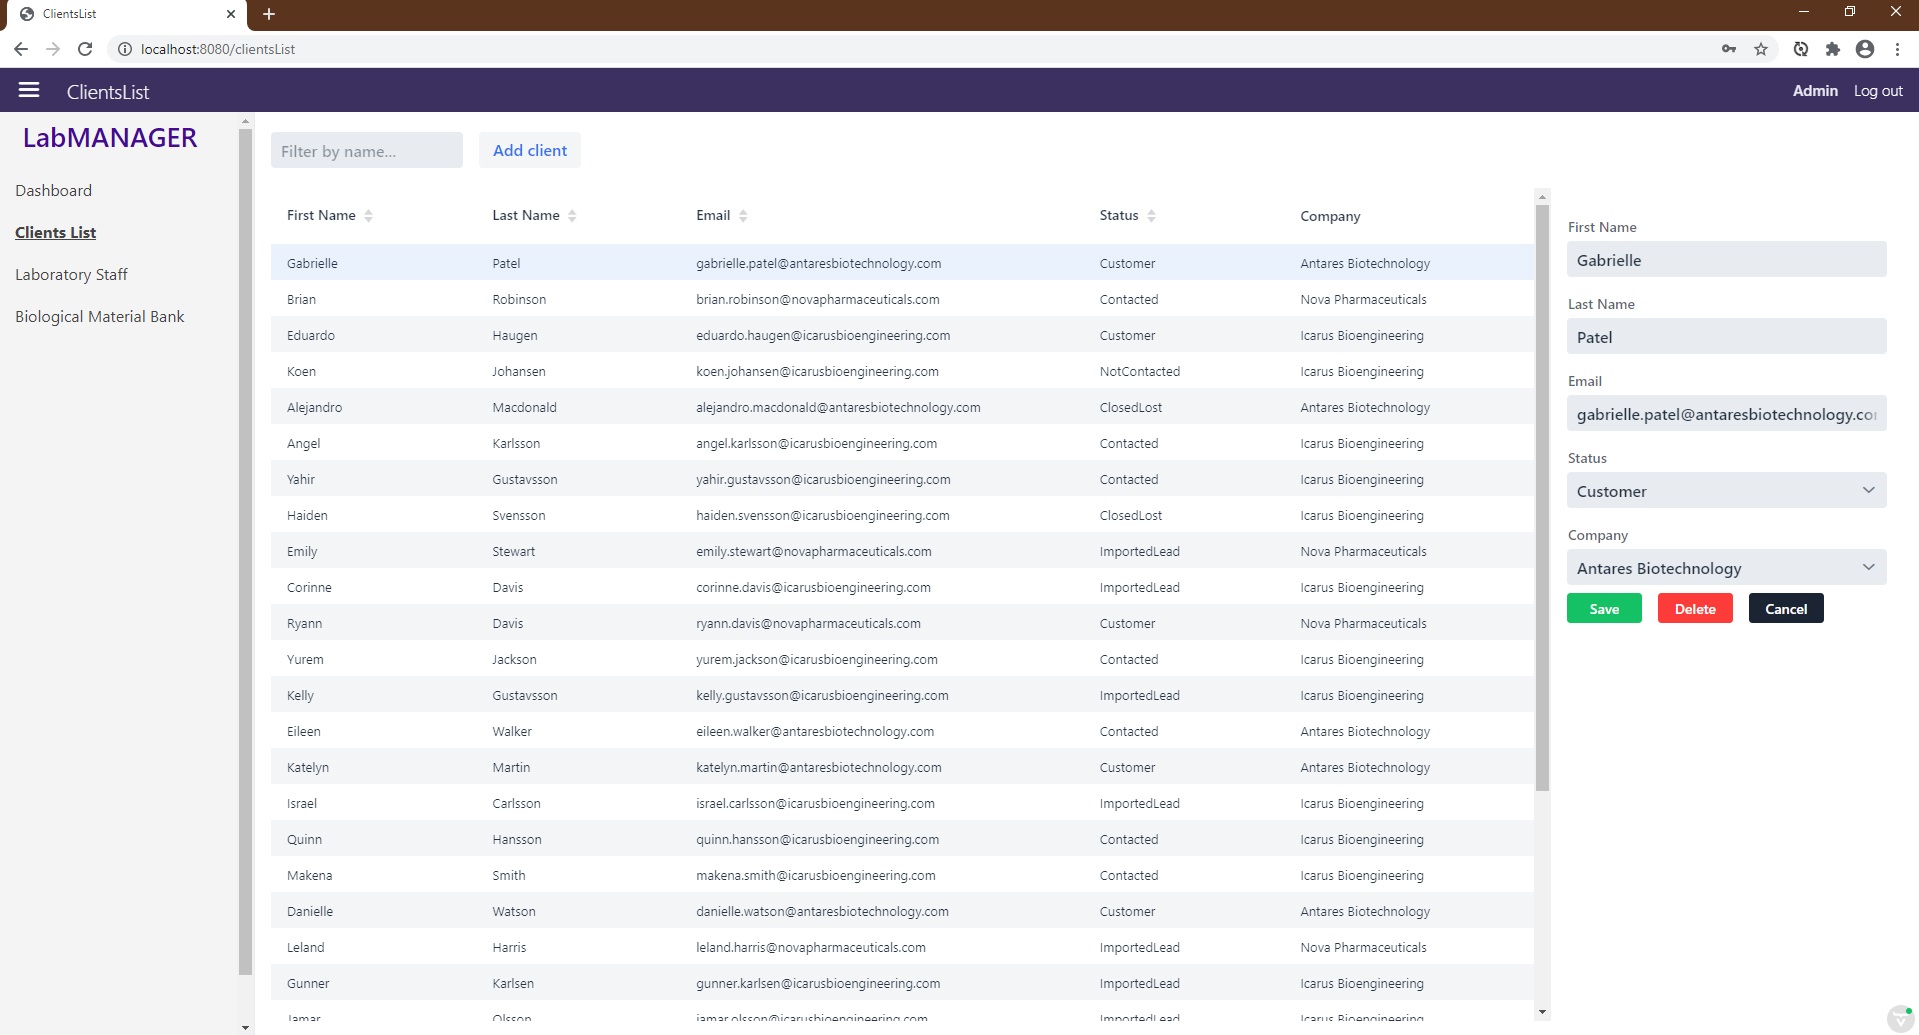 ClientsList
localhost:8080/clientsList
ClientsList
Admin Log out
LabMANAGER
Dashboard
Clients List
Laboratory Staff
Biological Material Bank
Filter by name... Add client
First Name Last Name Email Status Company
Gabrielle Patel gabrielle.patel@antaresbiotechnology.com Customer Antares Biotechnology
Brian Robinson brian.robinson@novapharmaceuticals.com Contacted Nova Pharmaceuticals
Eduardo Haugen eduardo.haugen@icarusbioengineering.com Customer Icarus Bioengineering
Koen Johansen koen.johansen@icarusbioengineering.com NotContacted Icarus Bioengineering
Alejandro Macdonald alejandro.macdonald@antaresbiotechnology.com ClosedLost Antares Biotechnology
Angel Karlsson angel.karlsson@icarusbioengineering.com Contacted Icarus Bioengineering
Yahir Gustavsson yahir.gustavsson@icarusbioengineering.com Contacted Icarus Bioengineering
Haiden Svensson haiden.svensson@icarusbioengineering.com ClosedLost Icarus Bioengineering
Emily Stewart emily.stewart@novapharmaceuticals.com ImportedLead Nova Pharmaceuticals
Corinne Davis corinne.davis@icarusbioengineering.com ImportedLead Icarus Bioengineering
Ryann Davis ryann.davis@novapharmaceuticals.com Customer Nova Pharmaceuticals
Yurem Jackson yurem.jackson@icarusbioengineering.com Contacted Icarus Bioengineering
Kelly Gustavsson kelly.gustavsson@icarusbioengineering.com ImportedLead Icarus Bioengineering
Eileen Walker eileen.walker@antaresbiotechnology.com Contacted Antares Biotechnology
Katelyn Martin katelyn.martin@antaresbiotechnology.com Customer Antares Biotechnology
Israel Carlsson israel.carlsson@icarusbioengineering.com ImportedLead Icarus Bioengineering
Quinn Hansson quinn.hansson@icarusbioengineering.com Contacted Icarus Bioengineering
Makena Smith makena.smith@icarusbioengineering.com Contacted Icarus Bioengineering
Danielle Watson danielle.watson@antaresbiotechnology.com Customer Antares Biotechnology
Leland Harris leland.harris@novapharmaceuticals.com ImportedLead Nova Pharmaceuticals
Gunner Karlsen gunner.karlsen@icarusbioengineering.com ImportedLead Icarus Bioengineering
Jamar Olsson jamar.olsson@icarusbioengineering.com ImportedLead Icarus Bioengineering
First Name
Gabrielle
Last Name
Patel
Email
gabrielle.patel@antaresbiotechnology.co
Status
Customer
Company
Antares Biotechnology
Save Delete Cancel